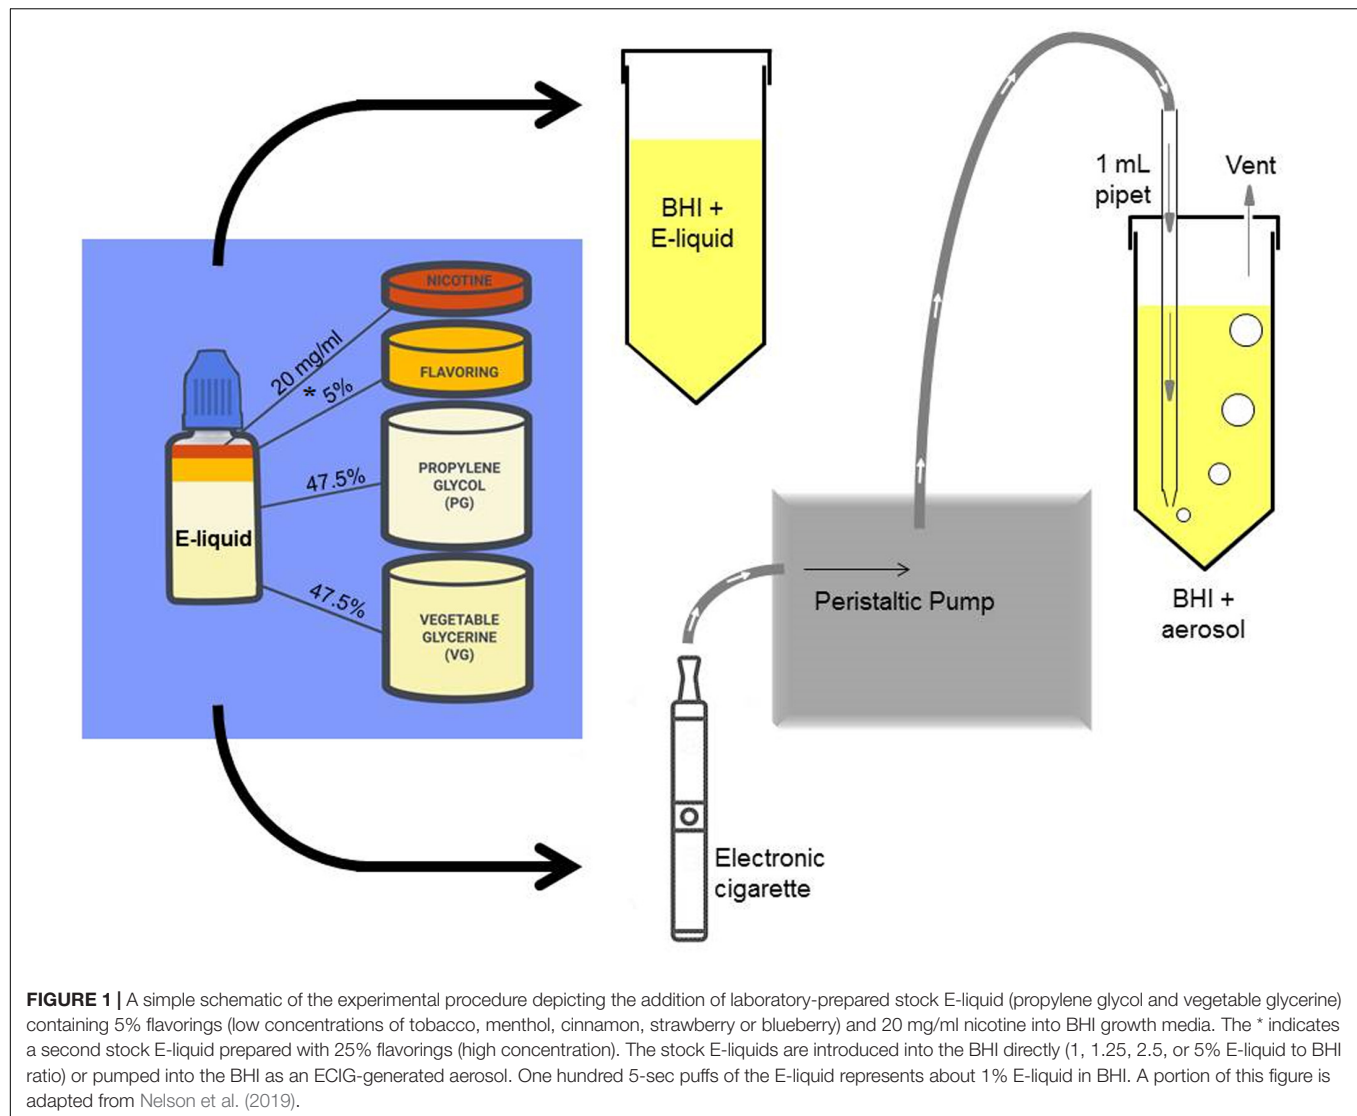 NICOTINE
20 mg/ml
FLAVORING
* 5%
PROPYLENE
GLYCOL
(PG)
47.5%
E-liquid
VEGETABLE
GLYCERINE
(VG)
47.5%
BHI +
E-liquid
1 mL
pipet
Vent
Peristaltic Pump
BHI +
aerosol
Electronic
cigarette
FIGURE 1 | A simple schematic of the experimental procedure depicting the addition of laboratory-prepared stock E-liquid (propylene glycol and vegetable glycerine)
containing 5% flavorings (low concentrations of tobacco, menthol, cinnamon, strawberry or blueberry) and 20 mg/ml nicotine into BHI growth media. The * indicates
a second stock E-liquid prepared with 25% flavorings (high concentration). The stock E-liquids are introduced into the BHI directly (1, 1.25, 2.5, or 5% E-liquid to BHI
ratio) or pumped into the BHI as an ECIG-generated aerosol. One hundred 5-sec puffs of the E-liquid represents about 1% E-liquid in BHI. A portion of this figure is
adapted from Nelson et al. (2019).